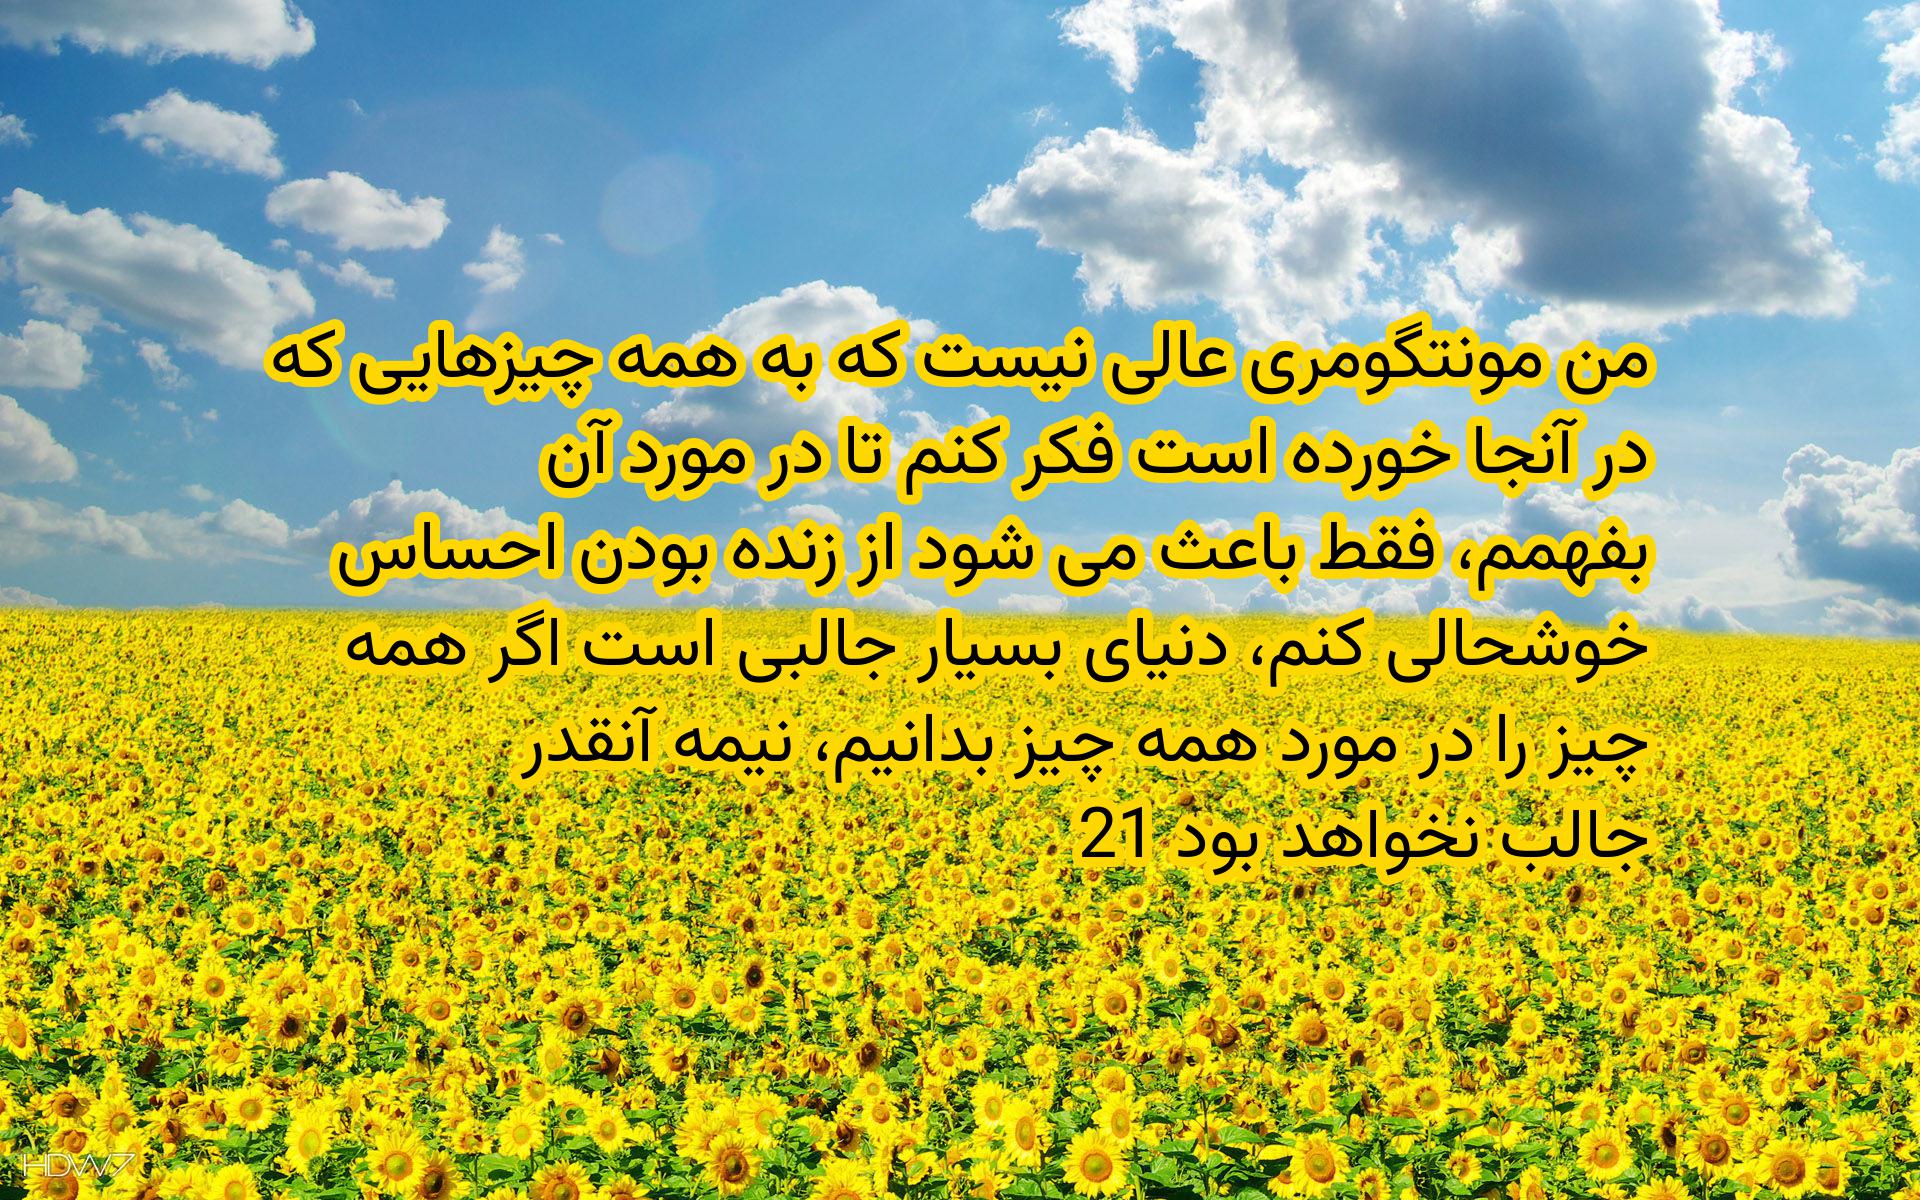 من مونتگومری عالی نیست که به همه چیزهایی که
در آنجا خورده است فکر کنم تا در مورد آن
بفهمم، فقط باعث می شود از زنده بودن احساس
خوشحالی کنم، دنیای بسیار جالبی است اگر همه
چیز را در مورد همه چیز بدانیم، نیمه آنقدر
جالب نخواهد بود 21
HDW7